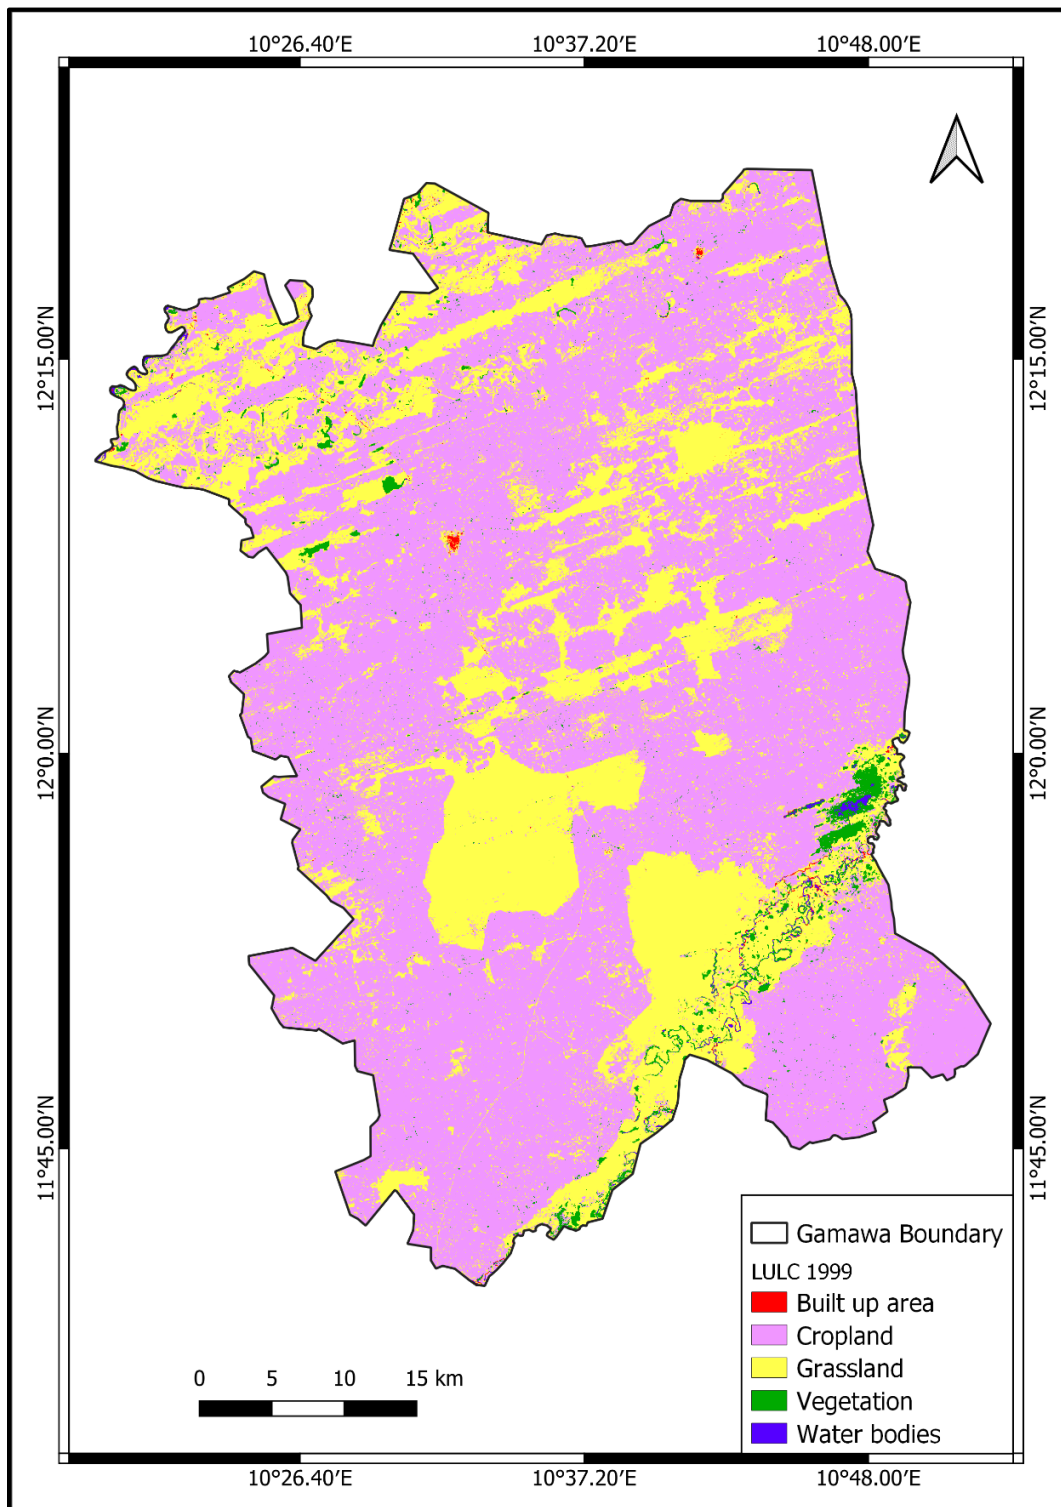 10°26.40′E 10°37.20′E 10°48.00′E
12°15.00′N 12°15.00′N
12°0.00′N 12°0.00′N
11°45.00′N 11°45.00′N
Gamawa Boundary
LULC 1999
Built up area
Cropland
Grassland
Vegetation
Water bodies
0 5 10 15 km
10°26.40′E 10°37.20′E 10°48.00′E